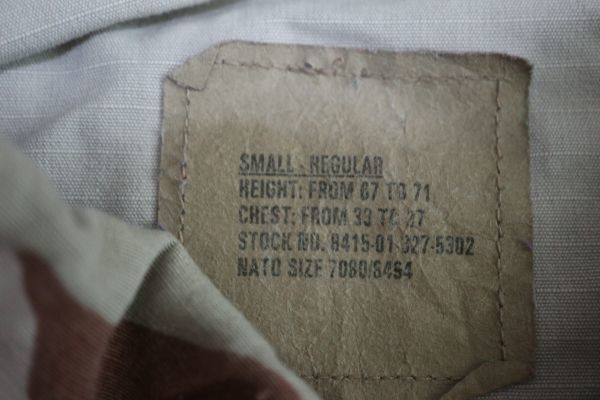 SMALL - REGULAR
HEIGHT: FROM 67 TO 71
CHEST: FROM 33 TO 37
STOCK NO. 8415-01-327-5302
NATO SIZE 7080/8494